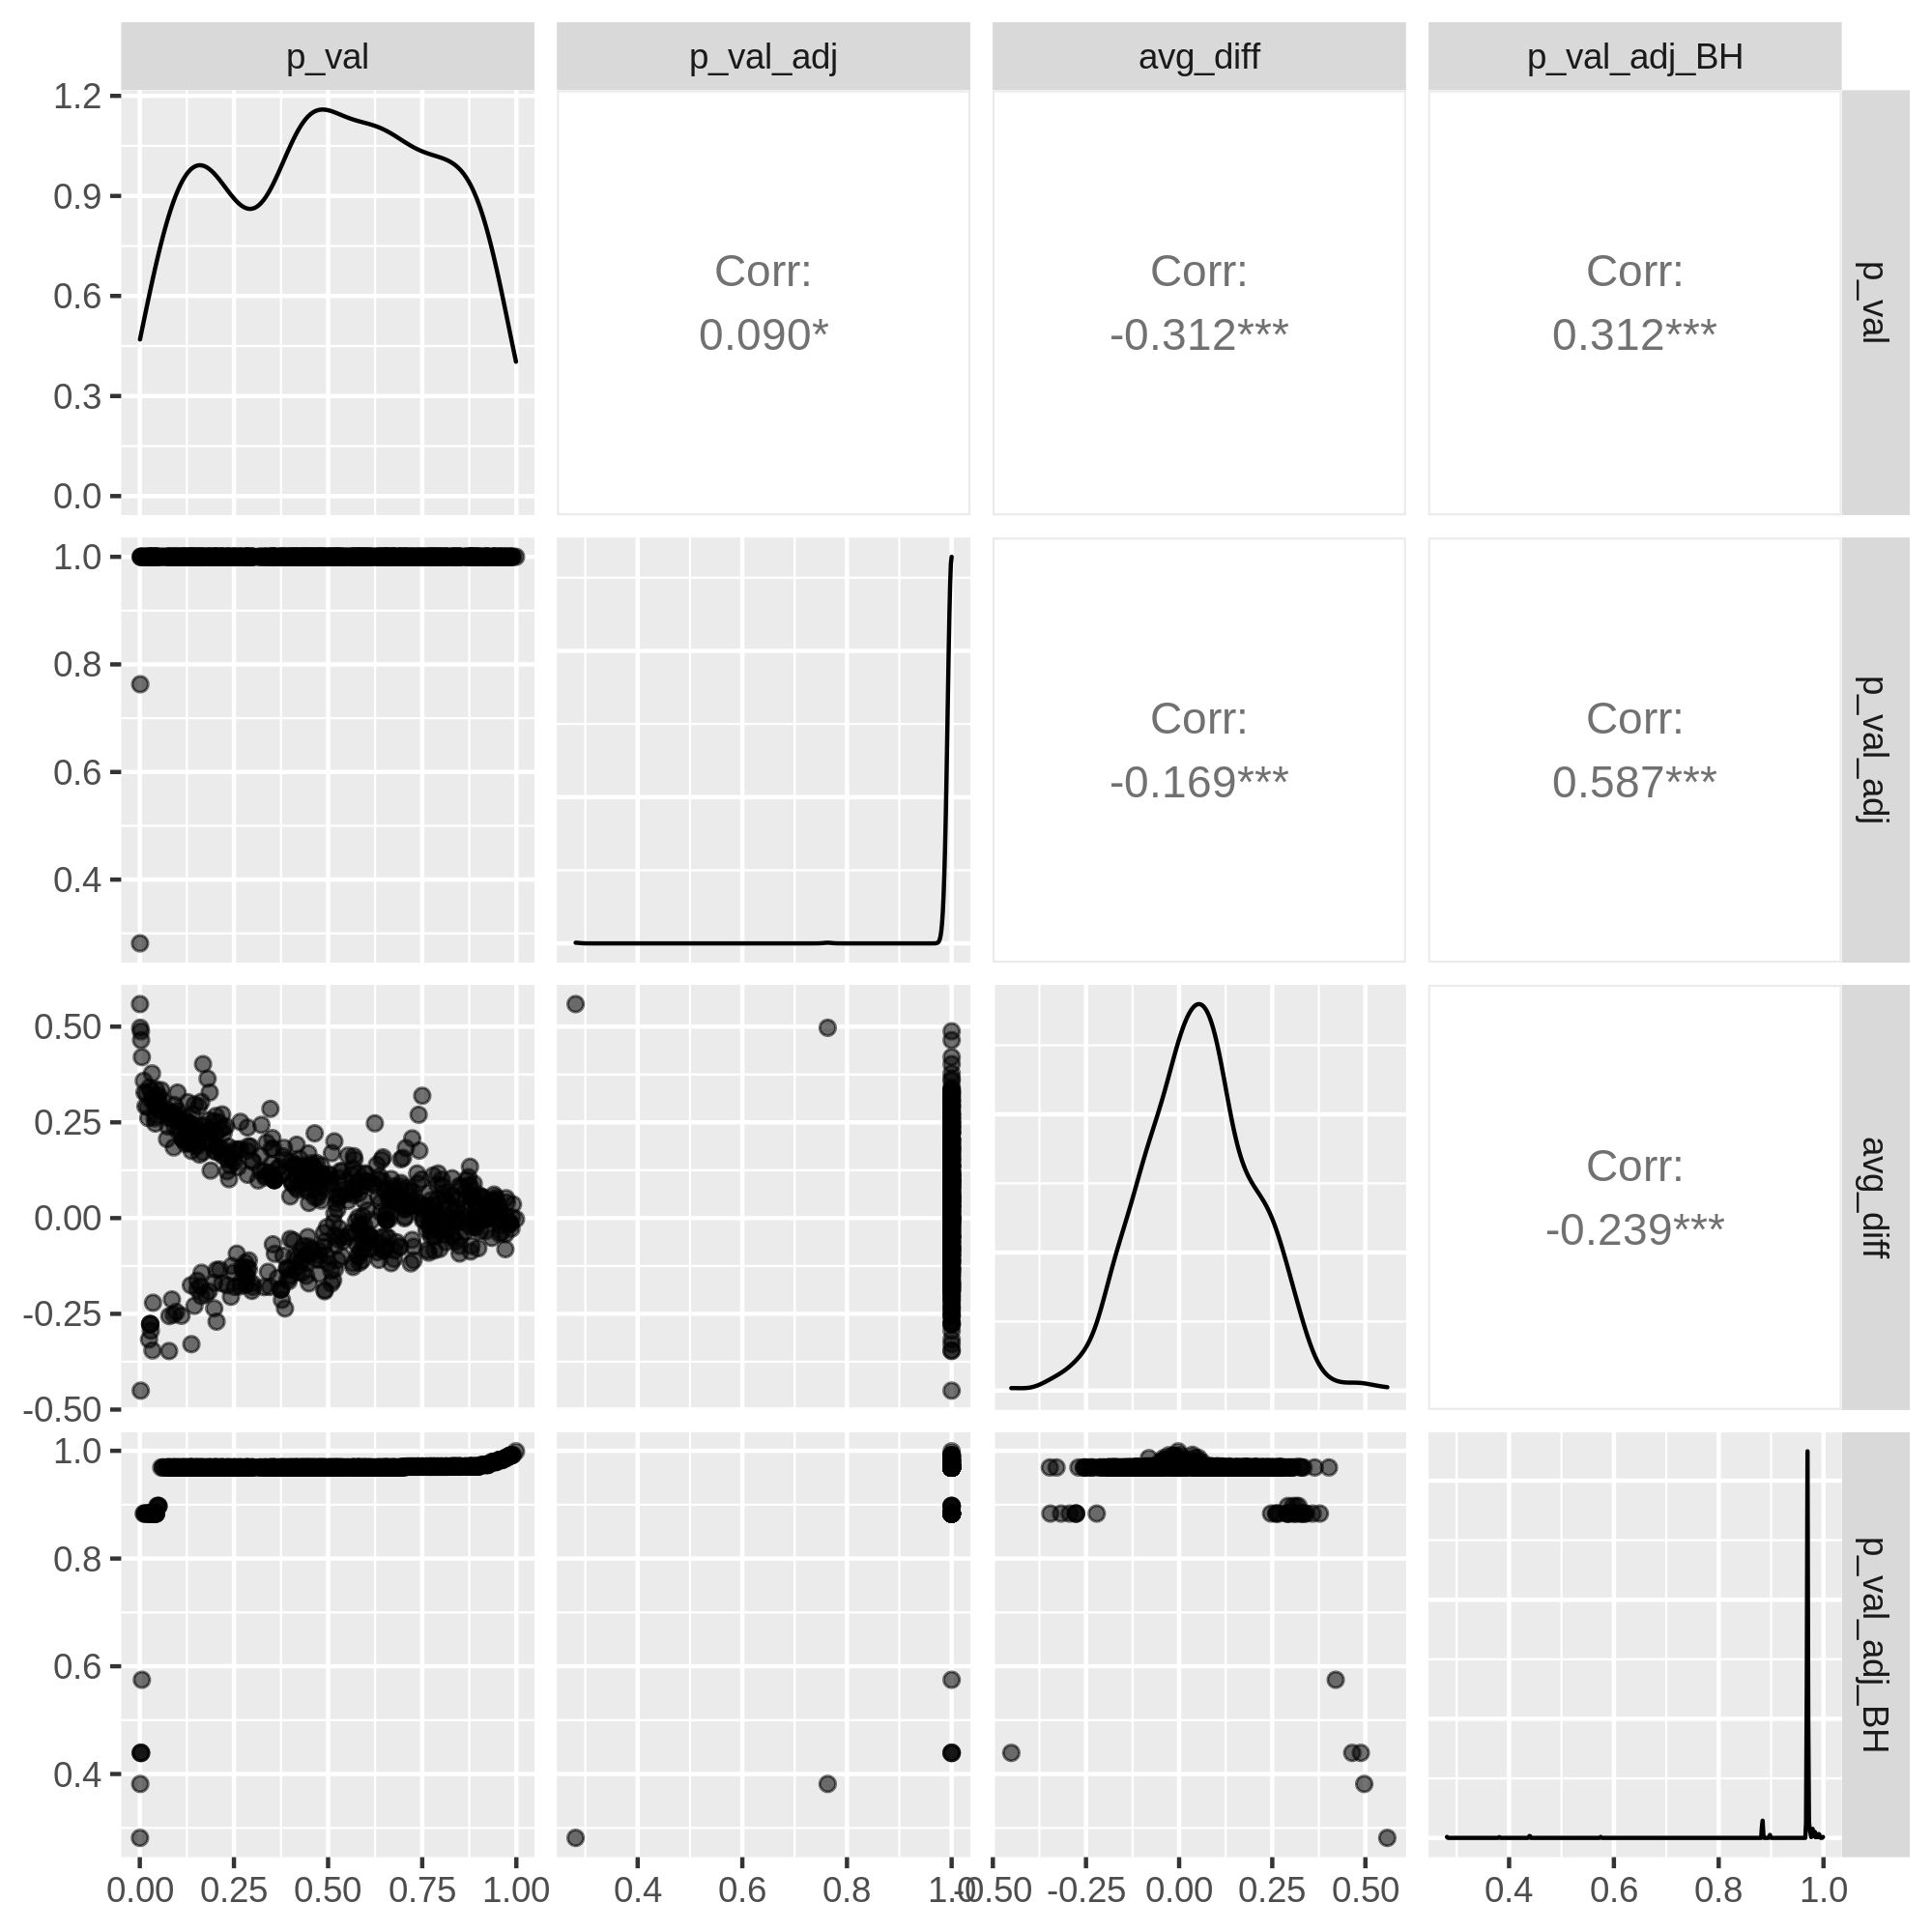 p_val p_val_adj avg_diff p_val_adj_BH
1.2
0.9
0.6
0.3
0.0
Corr:
0.090*
Corr:
-0.312***
Corr:
0.312***
p_val
1.0
0.8
0.6
0.4
Corr:
-0.169***
Corr:
0.587***
p_val_adj
0.50
0.25
0.00
-0.25
-0.50
Corr:
-0.239***
avg_diff
1.0
0.8
0.6
0.4
p_val_adj_BH
0.00 0.25 0.50 0.75 1.00
0.4 0.6 0.8 1.0
-0.50 -0.25 0.00 0.25 0.50
0.4 0.6 0.8 1.0